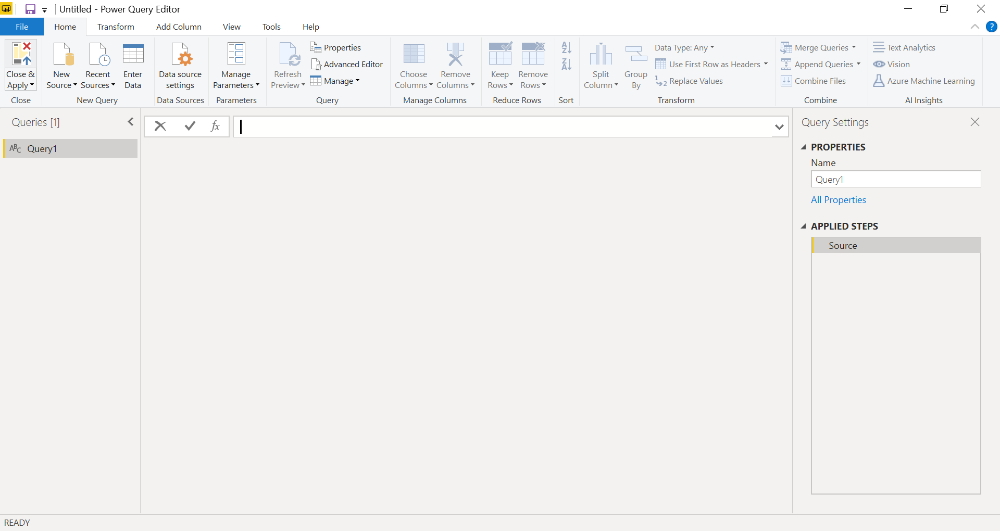 Untitled - Power Query Editor
File Home Transform Add Column View Tools Help
?
Close & Apply
New Source
Recent Sources
Enter Data
Data source settings
Manage Parameters
Refresh Preview
Properties
Advanced Editor
Manage
Choose Columns
Remove Columns
Keep Rows
Remove Rows
A
Z
Z
A
Split Column
Group By
Data Type: Any
Use First Row as Headers
1
2
Replace Values
Merge Queries
Append Queries
Combine Files
Text Analytics
Vision
Azure Machine Learning
Close
New Query
Data Sources
Parameters
Query
Manage Columns
Reduce Rows
Sort
Transform
Combine
AI Insights
Queries [1]
ABC Query1
fx
Query Settings
PROPERTIES
Name
Query1
All Properties
APPLIED STEPS
Source
READY